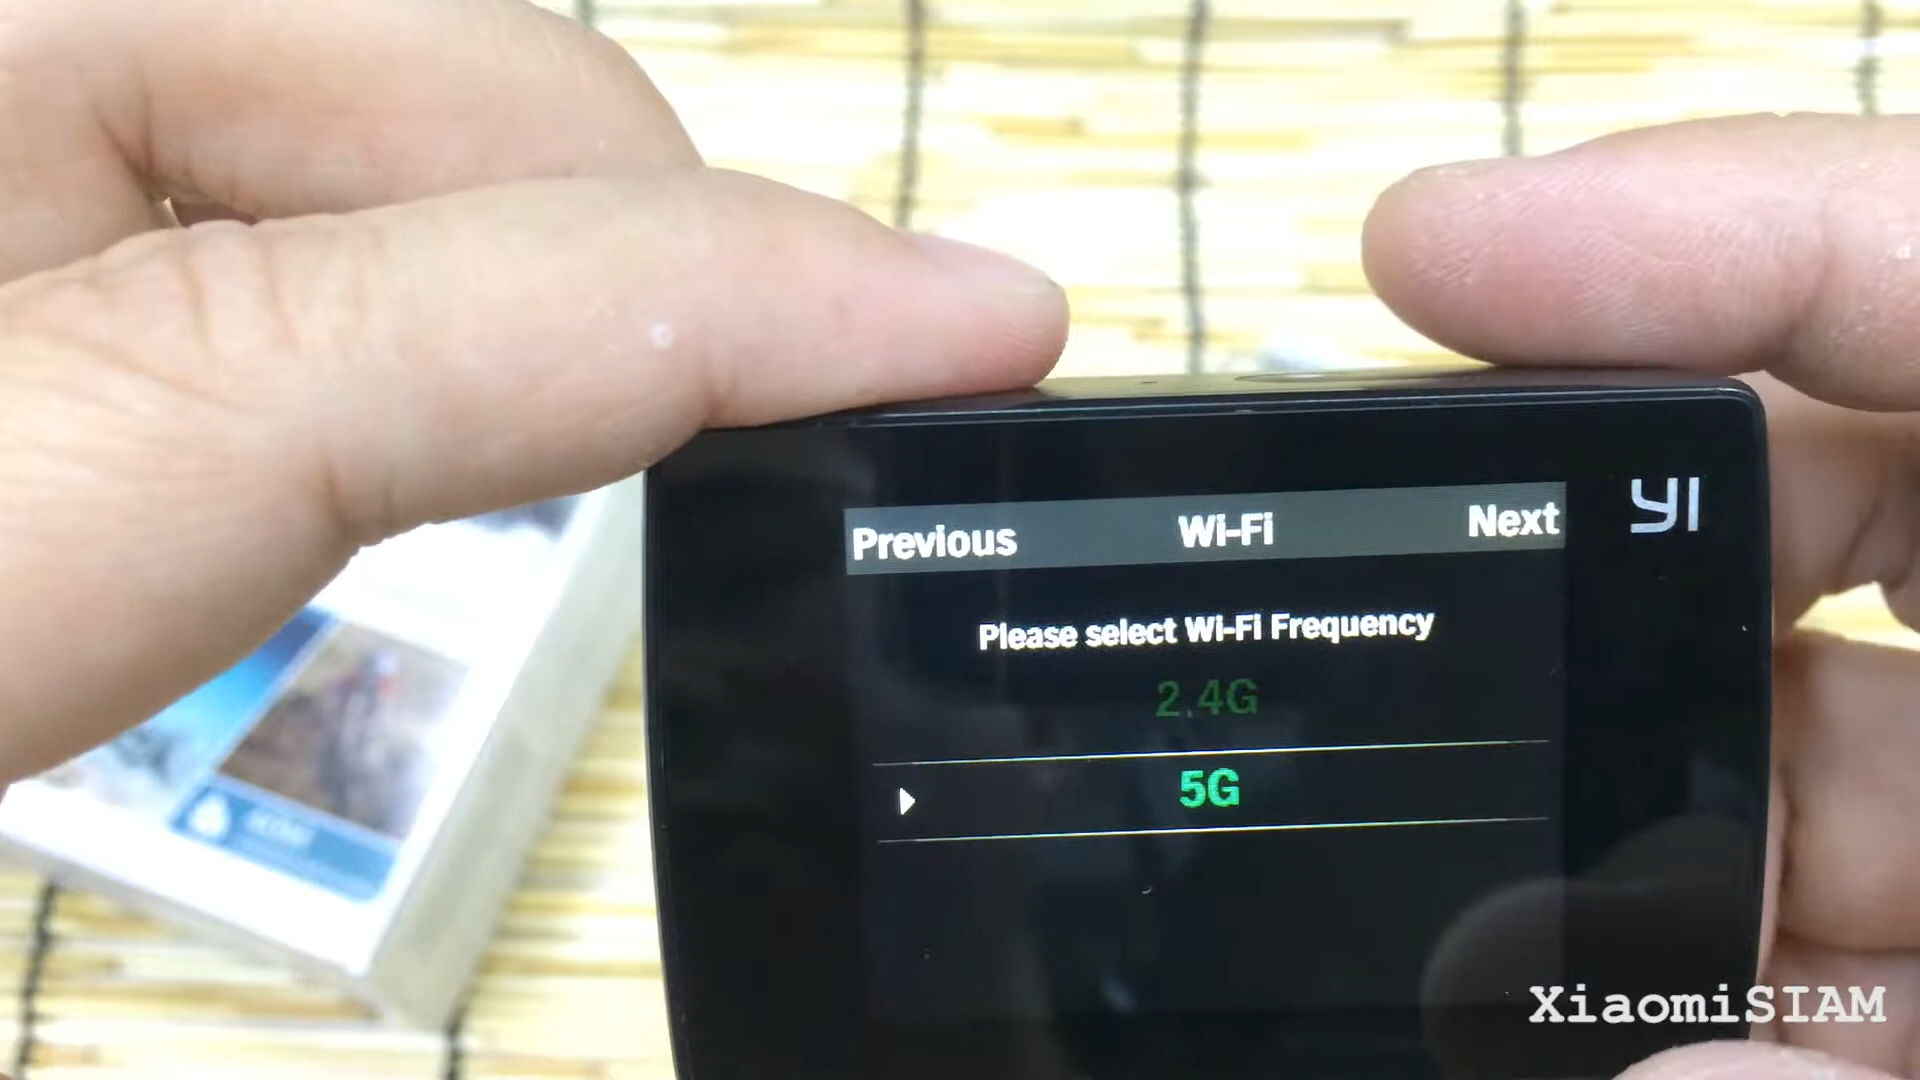 Previous Wi-Fi Next
YI
Please select Wi-Fi Frequency
2.4G
5G
XiaomiSIAM